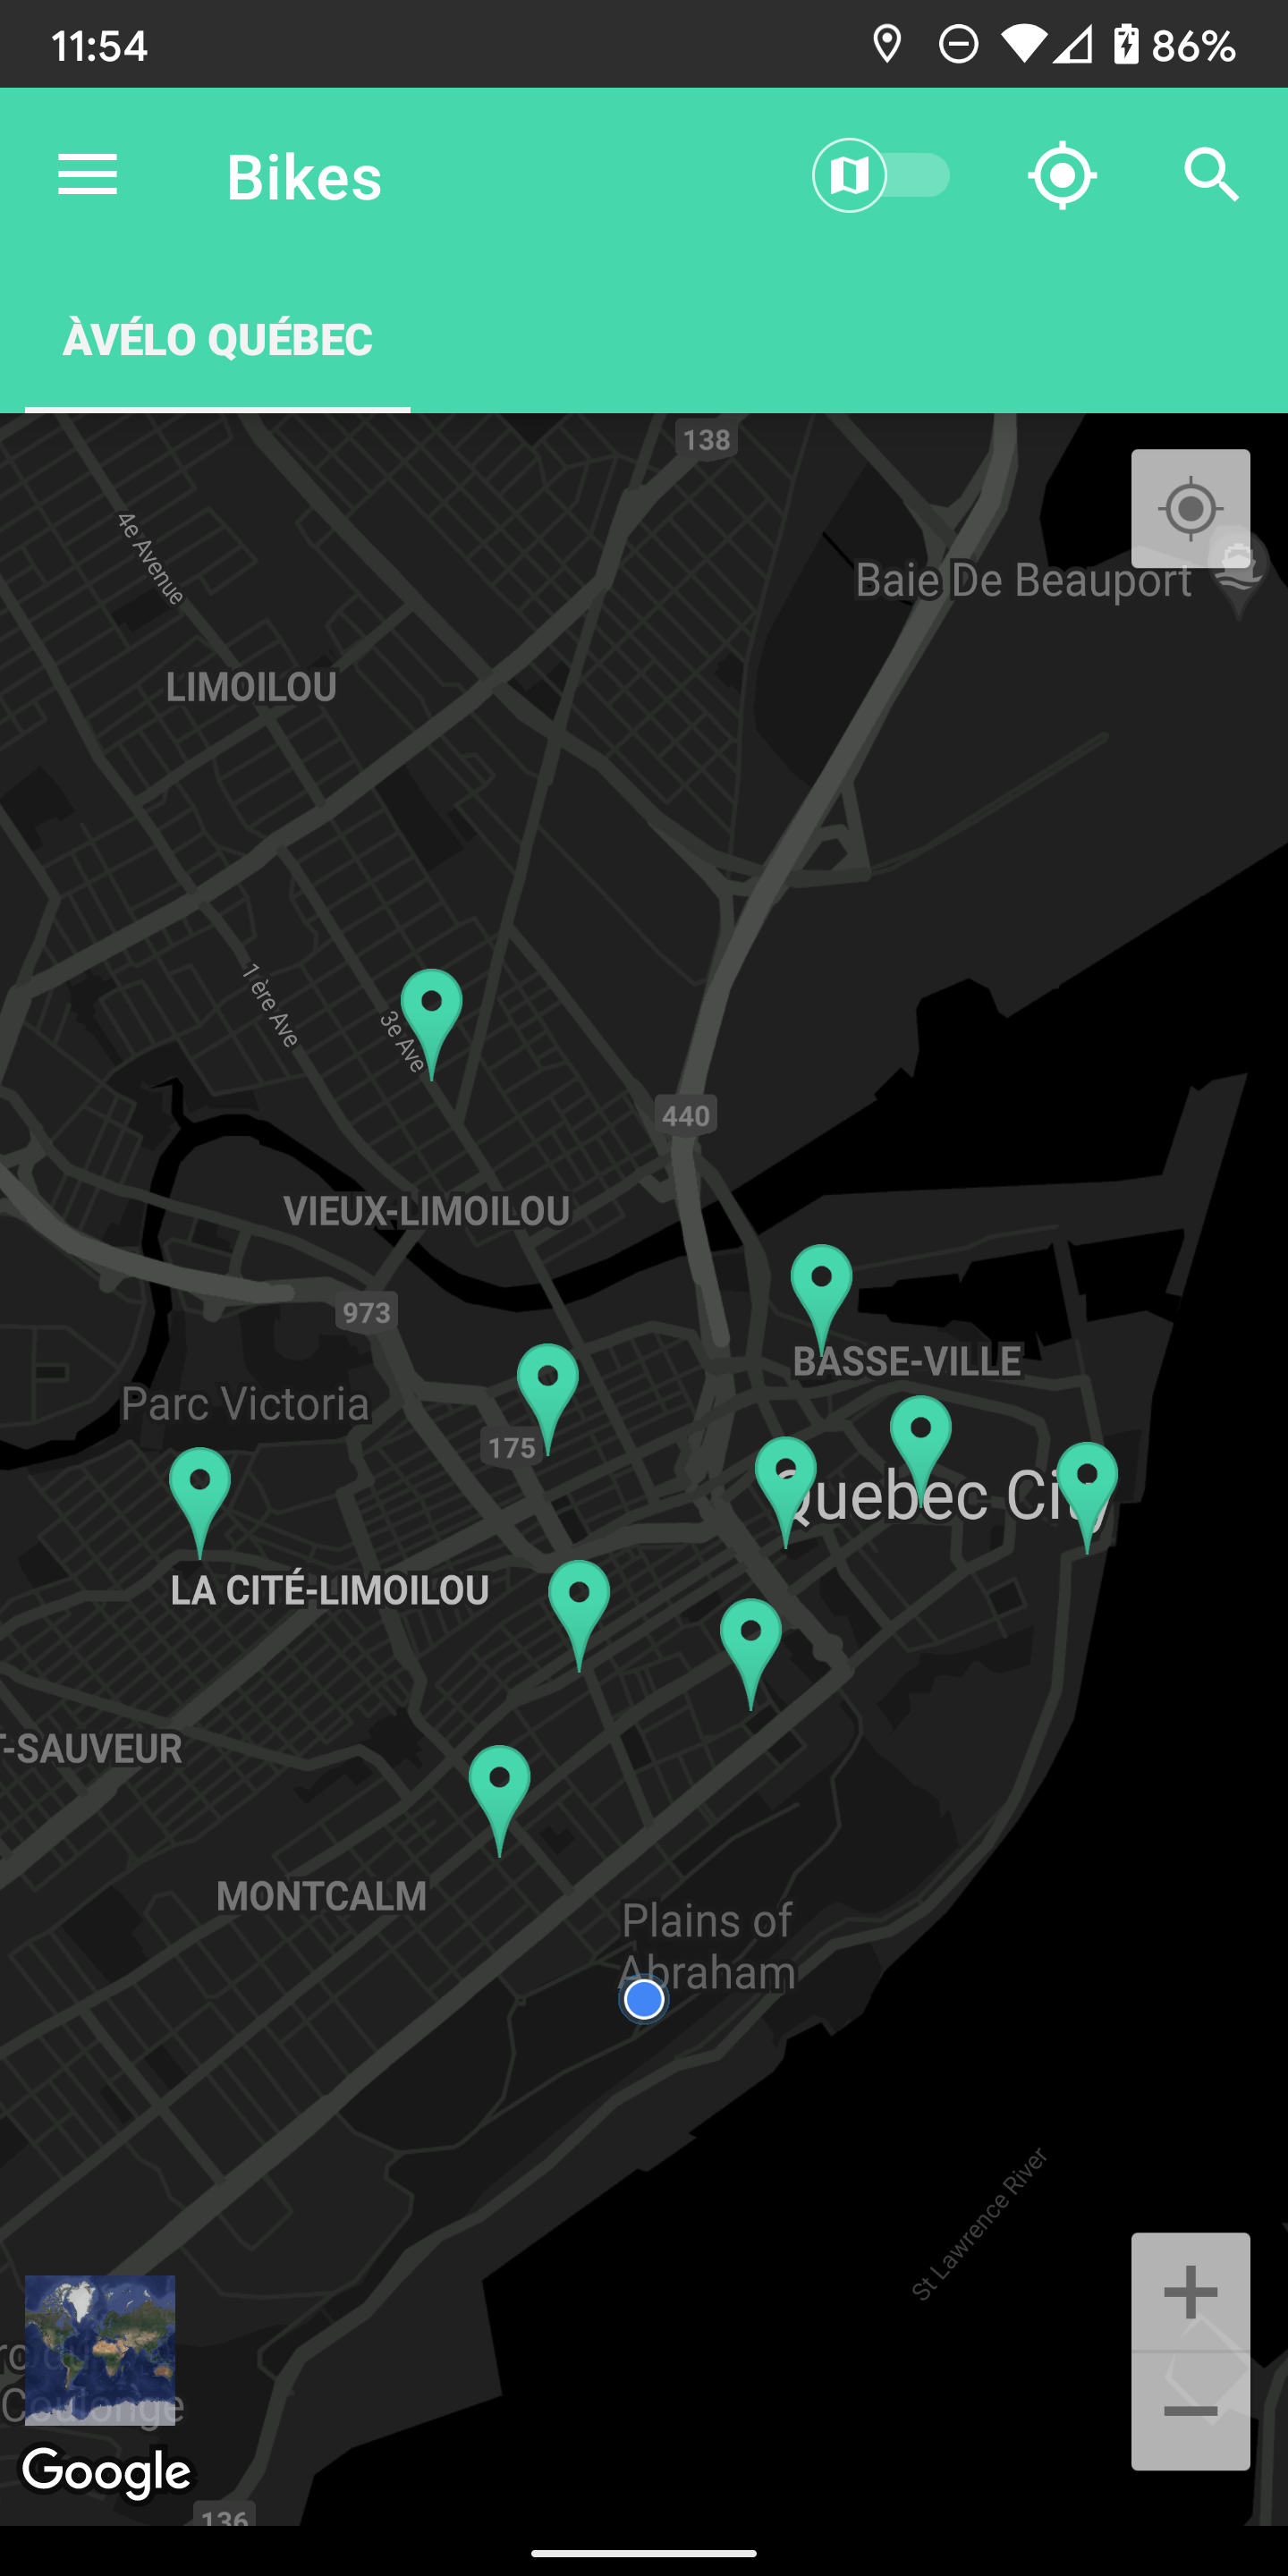 11:54
86%
Bikes
ÀVÉLO QUÉBEC
138
4e Avenue
Baie De Beauport
LIMOILOU
1 ère Ave
3e Ave
440
VIEUX-LIMOILOU
973
BASSE-VILLE
Parc Victoria
175
Quebec City
LA CITÉ-LIMOILOU
T-SAUVEUR
MONTCALM
Plains of
Abraham
St Lawrence River
Coulonge
Google
136